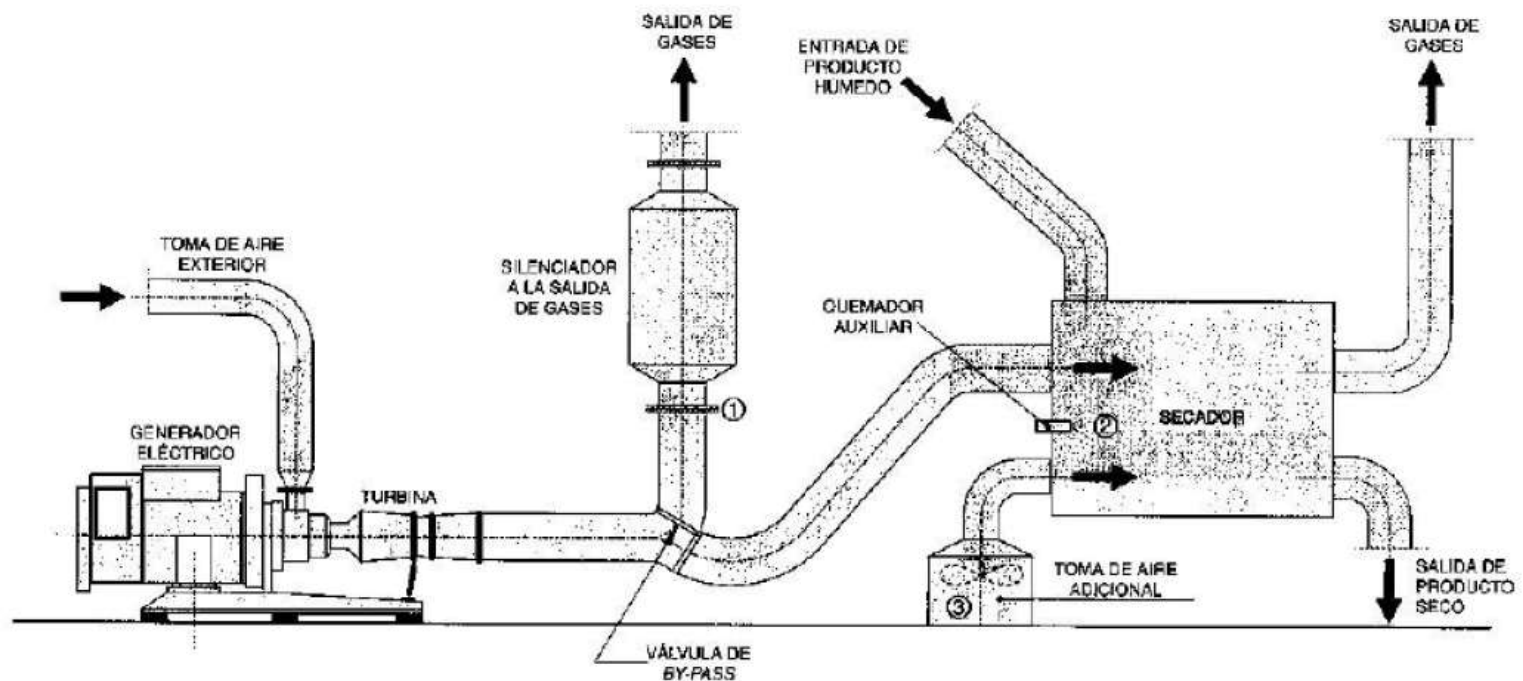 SALIDA DE
GASES
ENTRADA DE
PRODUCTO
HÚMEDO
SALIDA DE
GASES
TOMA DE AIRE
EXTERIOR
SILENCIADOR
A LA SALIDA
DE GASES
QUEMADOR
AUXILIAR
①
②
SECADOR
GENERADOR
ELÉCTRICO
TURBINA
TOMA DE AIRE
ADICIONAL
③
SALIDA DE
PRODUCTO
SECO
VÁLVULA DE
BY-PASS